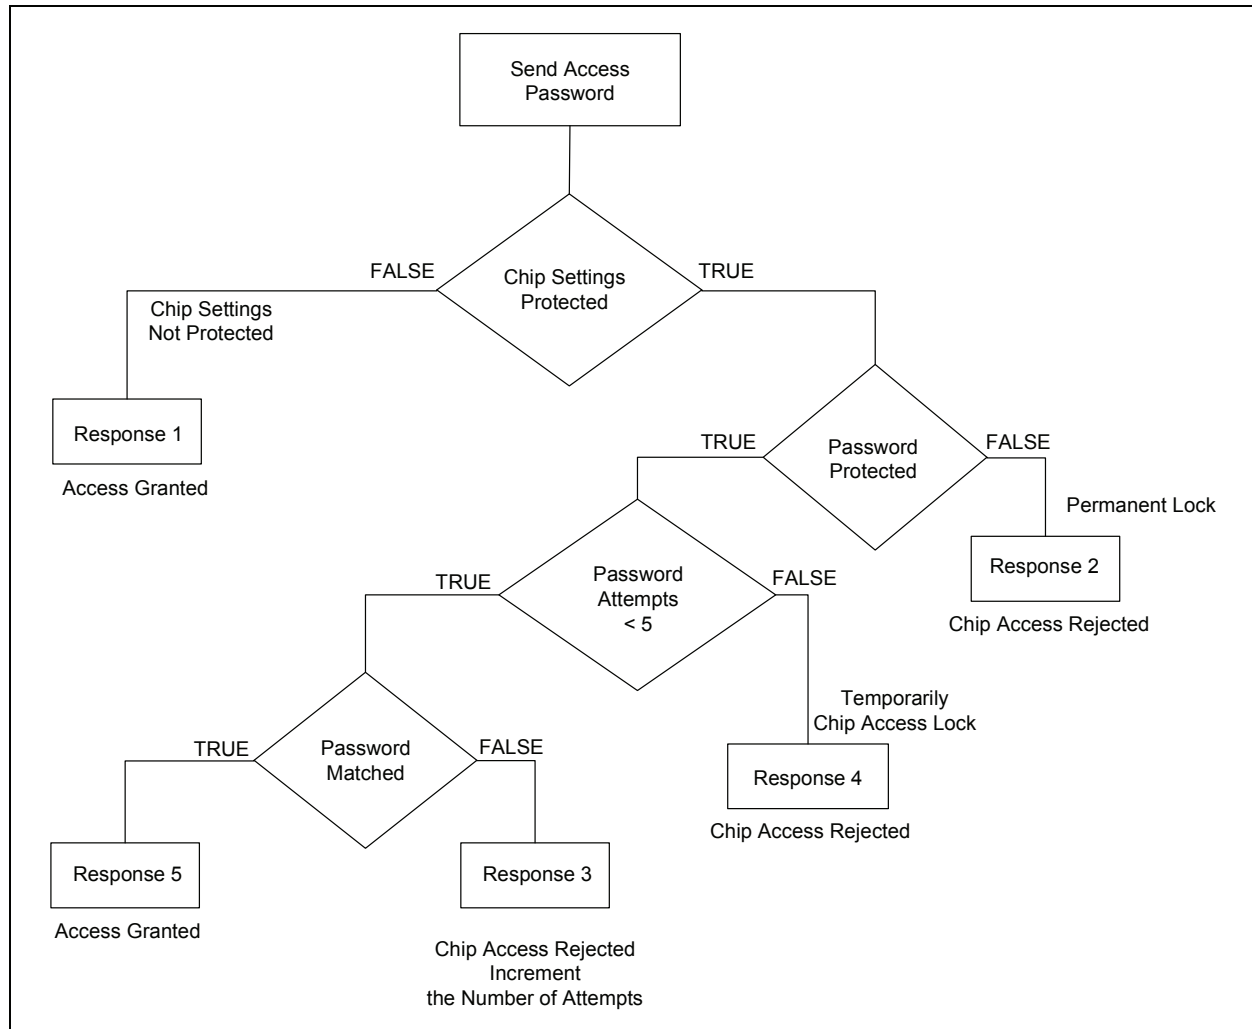 Send Access
Password
FALSE
Chip Settings
Protected
TRUE
Chip Settings
Not Protected
Response 1
Access Granted
TRUE
Password
Protected
FALSE
Permanent Lock
Response 2
Chip Access Rejected
TRUE
Password
Attempts
< 5
FALSE
Temporarily
Chip Access Lock
Response 4
Chip Access Rejected
TRUE
Password
Matched
FALSE
Response 5
Access Granted
Response 3
Chip Access Rejected
Increment
the Number of Attempts